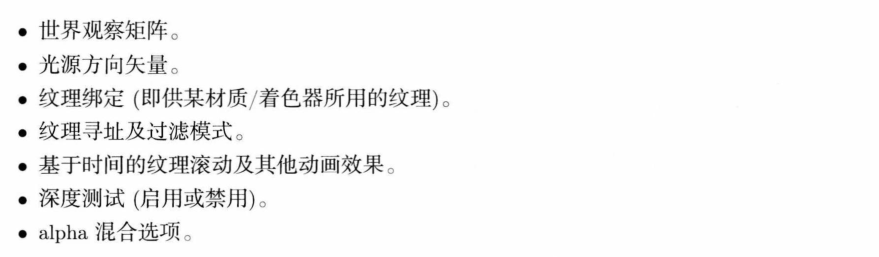 • 世界观察矩阵。
• 光源方向矢量。
• 纹理绑定 (即供某材质/着色器所用的纹理)。
• 纹理寻址及过滤模式。
• 基于时间的纹理滚动及其他动画效果。
• 深度测试 (启用或禁用)。
• alpha 混合选项。